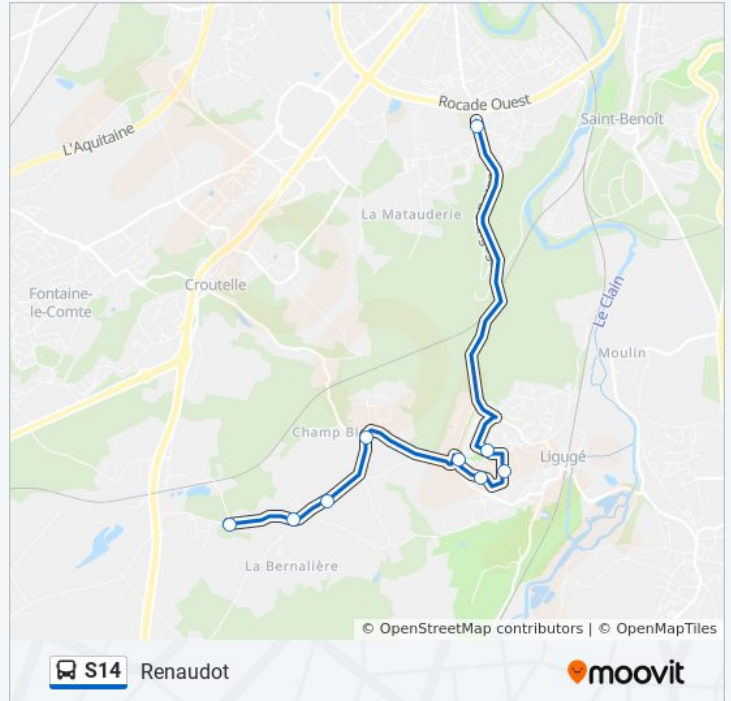 Rocade Ouest
L'Aquitaine
Saint-Benoît
La Matauderie
Croutelle
Fontaine-
le-Comte
Le Clain
Moulin
Champ Bl
Ligugé
La Bernalière
© OpenStreetMap contributors | © OpenMapTiles
S14 Renaudot
moovit